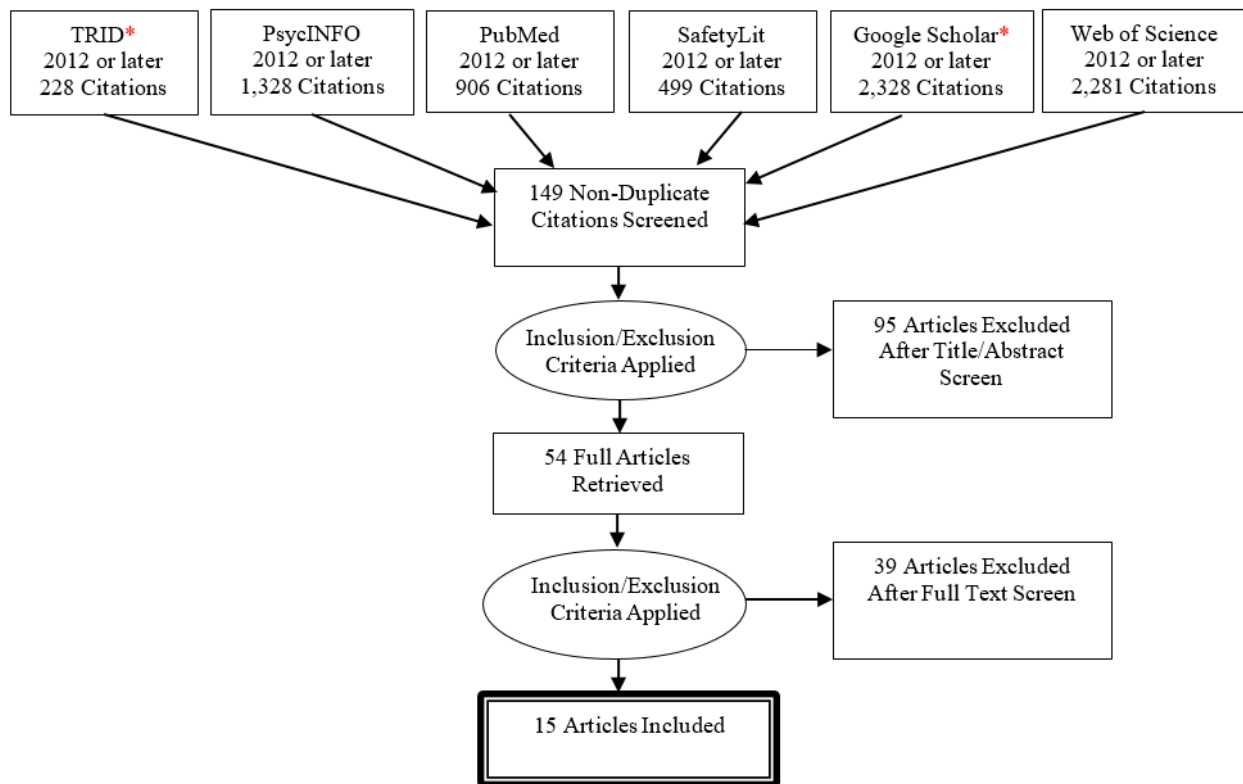 TRID*
2012 or later
228 Citations
PsycINFO
2012 or later
1,328 Citations
PubMed
2012 or later
906 Citations
SafetyLit
2012 or later
499 Citations
Google Scholar*
2012 or later
2,328 Citations
Web of Science
2012 or later
2,281 Citations
149 Non-Duplicate
Citations Screened
Inclusion/Exclusion
Criteria Applied
95 Articles Excluded
After Title/Abstract
Screen
54 Full Articles
Retrieved
Inclusion/Exclusion
Criteria Applied
39 Articles Excluded
After Full Text Screen
15 Articles Included